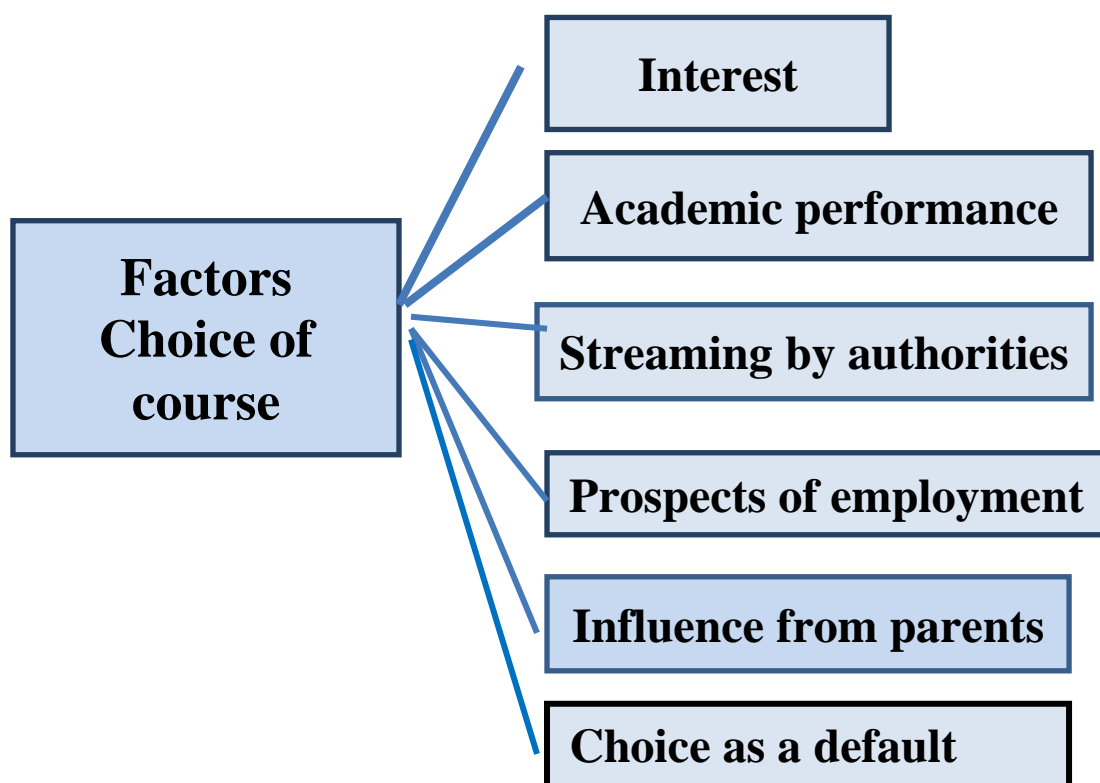 Factors
Choice of
course
Interest
Academic performance
Streaming by authorities
Prospects of employment
Influence from parents
Choice as a default